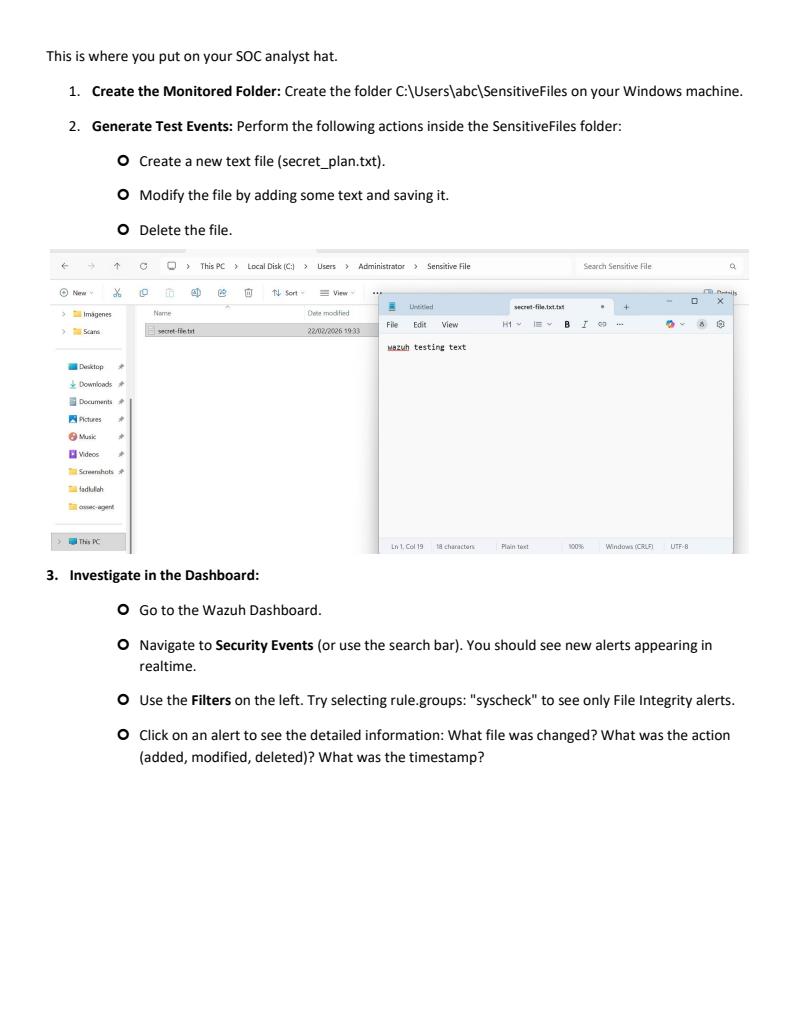 This is where you put on your SOC analyst hat.
1. Create the Monitored Folder: Create the folder C:\Users\abc\SensitiveFiles on your Windows machine.
2. Generate Test Events: Perform the following actions inside the SensitiveFiles folder:
Create a new text file (secret_plan.txt).
Modify the file by adding some text and saving it.
Delete the file.
This PC > Local Disk (C:) > Users > Administrator > Sensitive File
Search Sensitive File
New
Sort
View
Details
Untitled
secret-file.txt.txt
File Edit View
H1
B I
Imágenes
Scans
Desktop
Downloads
Documents
Pictures
Music
Videos
Screenshots
fadlullah
ossec-agent
This PC
Name
Date modified
secret-file.txt
22/02/2026 19:33
wazuh testing text
Ln 1, Col 19
18 characters
Plain text
100%
Windows (CRLF)
UTF-8
3. Investigate in the Dashboard:
Go to the Wazuh Dashboard.
Navigate to Security Events (or use the search bar). You should see new alerts appearing in
realtime.
Use the Filters on the left. Try selecting rule.groups: "syscheck" to see only File Integrity alerts.
Click on an alert to see the detailed information: What file was changed? What was the action
(added, modified, deleted)? What was the timestamp?